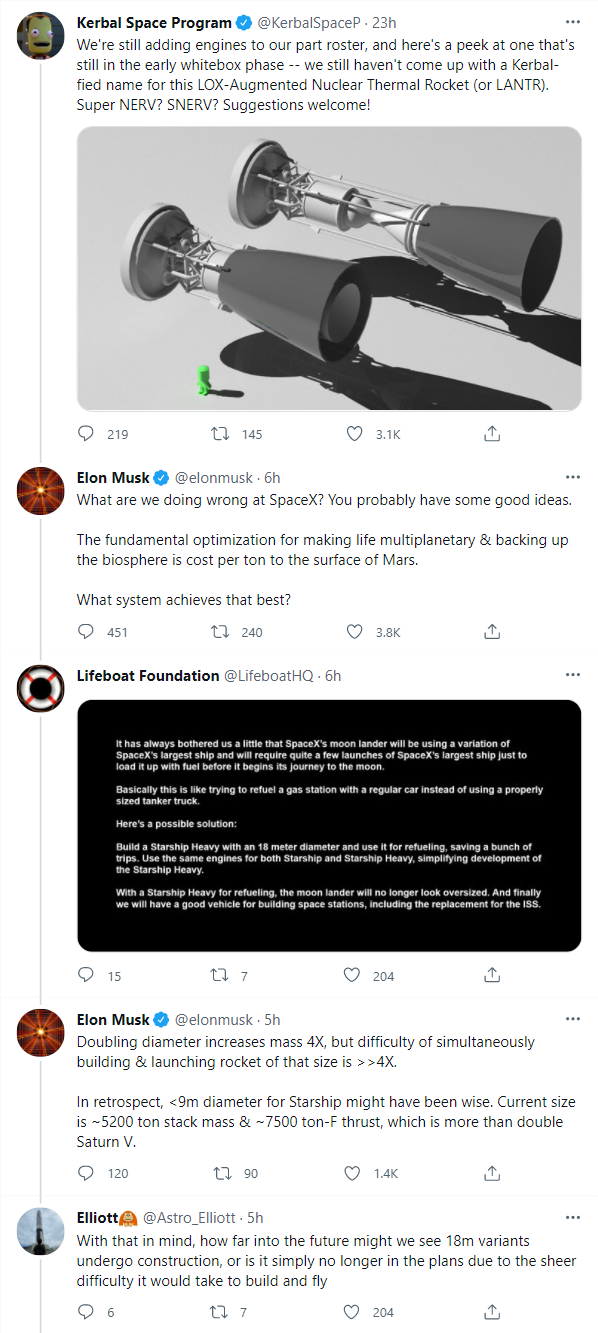 Kerbal Space Program @KerbalSpaceP · 23h
We're still adding engines to our part roster, and here's a peek at one that's
still in the early whitebox phase -- we still haven't come up with a Kerbal-
fied name for this LOX-Augmented Nuclear Thermal Rocket (or LANTR).
Super NERV? SNERV? Suggestions welcome!
219 145 3.1K
Elon Musk @elonmusk · 6h
What are we doing wrong at SpaceX? You probably have some good ideas.
The fundamental optimization for making life multiplanetary & backing up
the biosphere is cost per ton to the surface of Mars.
What system achieves that best?
451 240 3.8K
Lifeboat Foundation @LifeboatHQ · 6h
It has always bothered us a little that SpaceX's moon lander will be using a variation of
SpaceX's largest ship and will require quite a few launches of SpaceX's largest ship just to
load it up with fuel before it begins its journey to the moon.
Basically this is like trying to refuel a gas station with a regular car instead of using a properly
sized tanker truck.
Here's a possible solution:
Build a Starship Heavy with an 18 meter diameter and use it for refueling, saving a bunch of
trips. Use the same engines for both Starship and Starship Heavy, simplifying development of
the Starship Heavy.
With a Starship Heavy for refueling, the moon lander will no longer look oversized. And finally
we will have a good vehicle for building space stations, including the replacement for the ISS.
15 7 204
Elon Musk @elonmusk · 5h
Doubling diameter increases mass 4X, but difficulty of simultaneously
building & launching rocket of that size is >>4X.
In retrospect, <9m diameter for Starship might have been wise. Current size
is ~5200 ton stack mass & ~7500 ton-F thrust, which is more than double
Saturn V.
120 90 1.4K
Elliott @Astro_Elliott · 5h
With that in mind, how far into the future might we see 18m variants
undergo construction, or is it simply no longer in the plans due to the sheer
difficulty it would take to build and fly
6 7 204